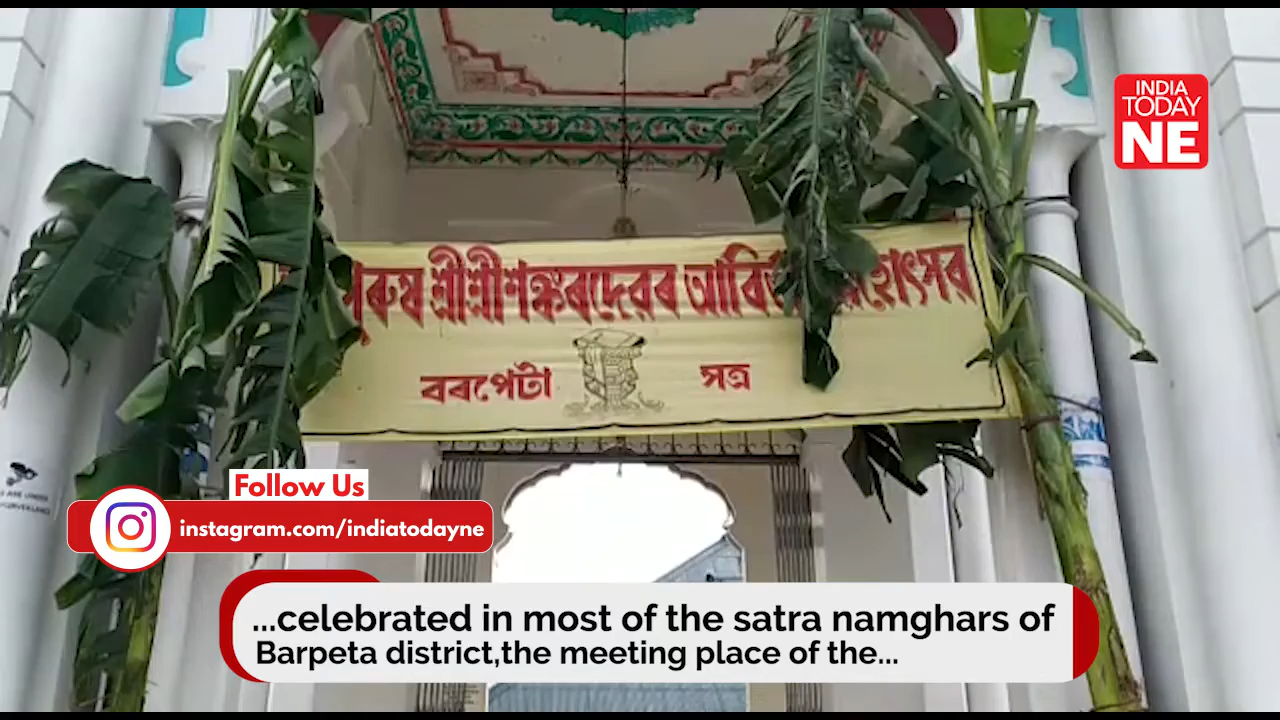 INDIA
TODAY
NE
পুৰুষ শ্ৰীশ্ৰীশঙ্কৰদেৱৰ
বৰপেটা সত্ৰ
Follow Us
instagram.com/indiatodayne
...celebrated in most of the satra namghars of
Barpeta district,the meeting place of the...